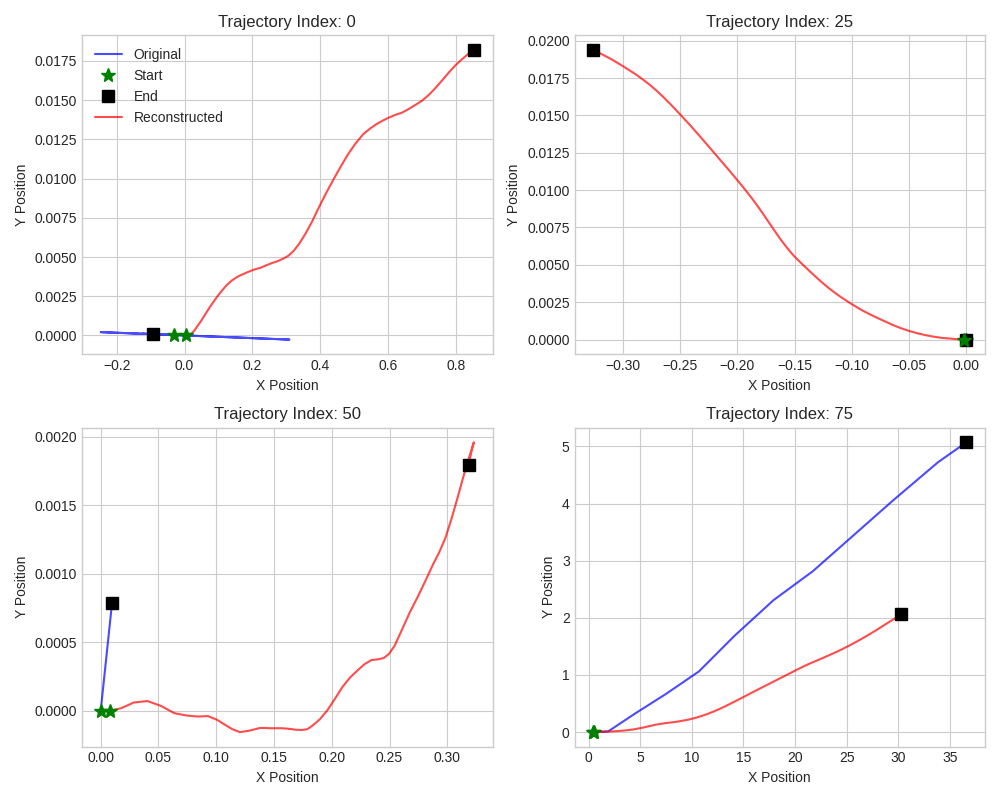 Trajectory Index: 0
Original
Start
End
Reconstructed
0.0175
0.0150
0.0125
0.0100
0.0075
0.0050
0.0025
0.0000
Y Position
−0.2 0.0 0.2 0.4 0.6 0.8
X Position
Trajectory Index: 25
0.0200
0.0175
0.0150
0.0125
0.0100
0.0075
0.0050
0.0025
0.0000
Y Position
−0.30 −0.25 −0.20 −0.15 −0.10 −0.05 0.00
X Position
Trajectory Index: 50
0.0020
0.0015
0.0010
0.0005
0.0000
Y Position
0.00 0.05 0.10 0.15 0.20 0.25 0.30
X Position
Trajectory Index: 75
5
4
3
2
1
0
Y Position
0 5 10 15 20 25 30 35
X Position